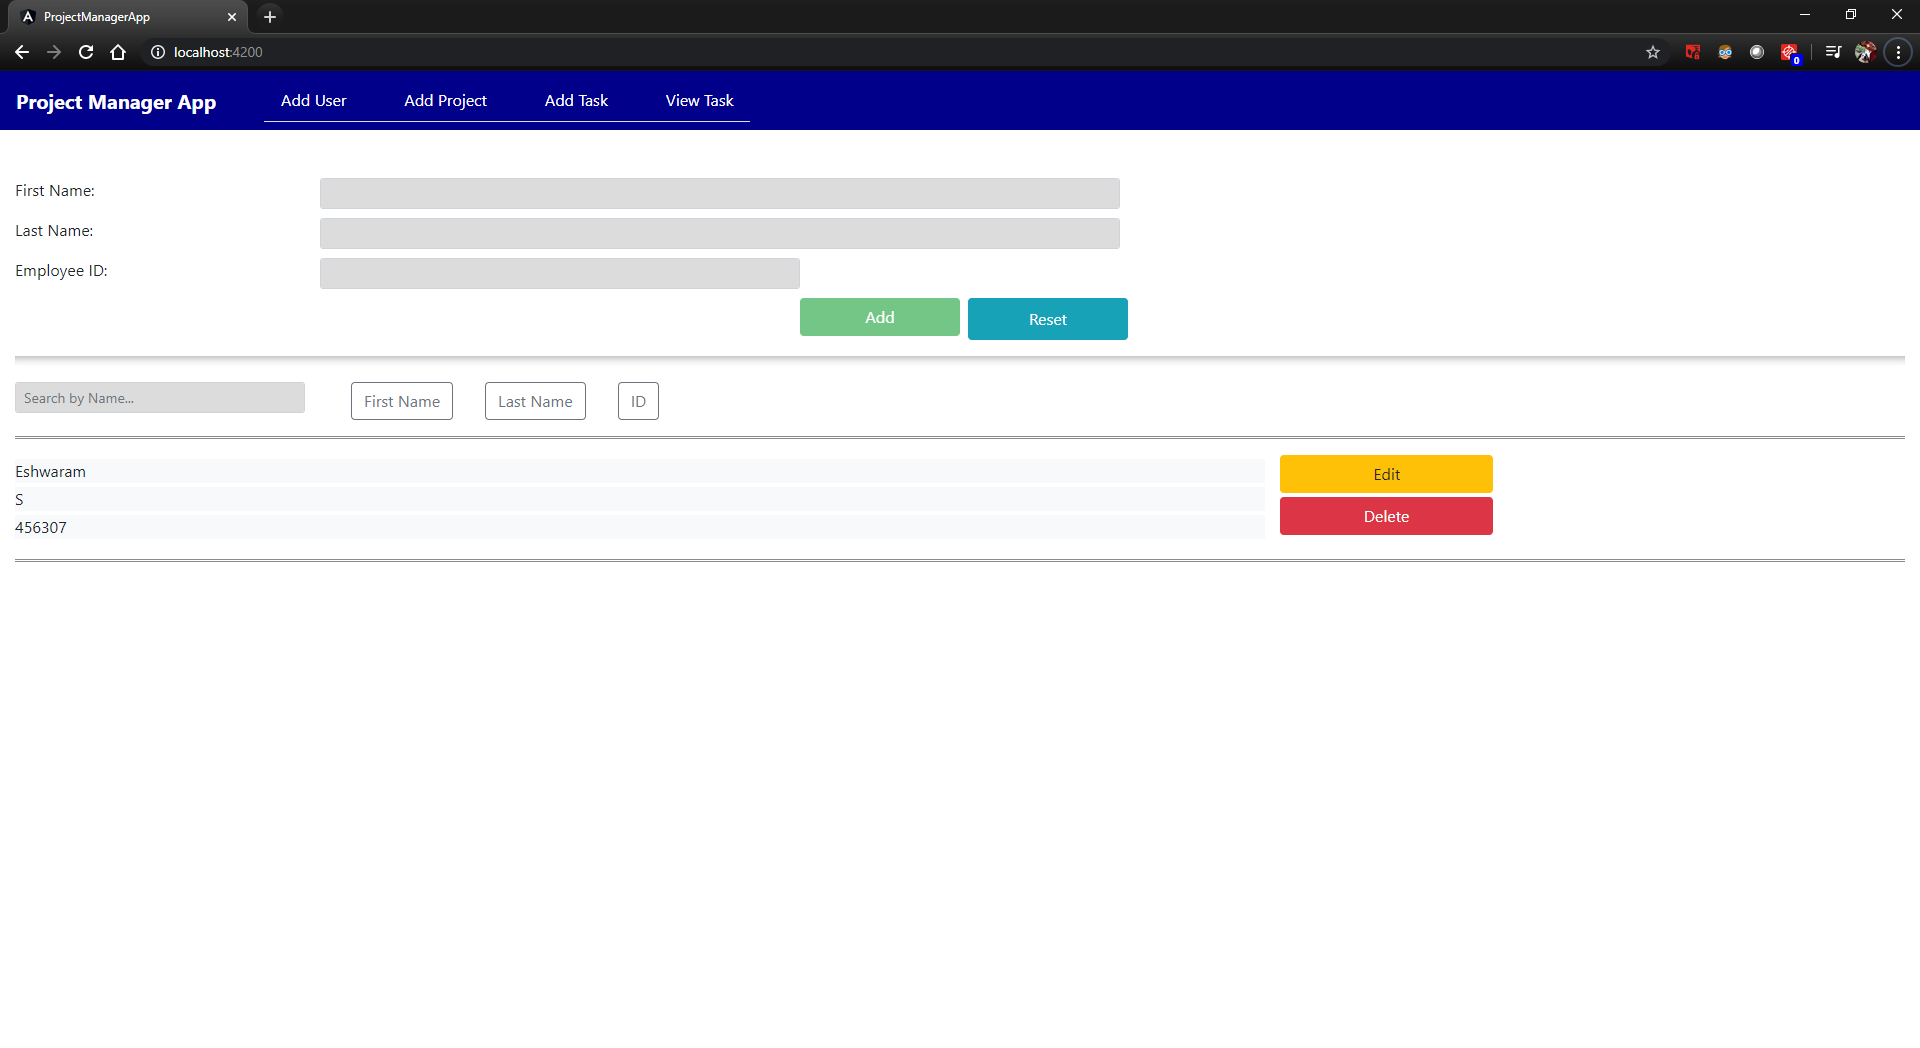 ProjectManagerApp
localhost:4200
0
Project Manager App Add User Add Project Add Task View Task
First Name:
Last Name:
Employee ID:
Add Reset
Search by Name... First Name Last Name ID
Eshwaram
Edit
S
Delete
456307